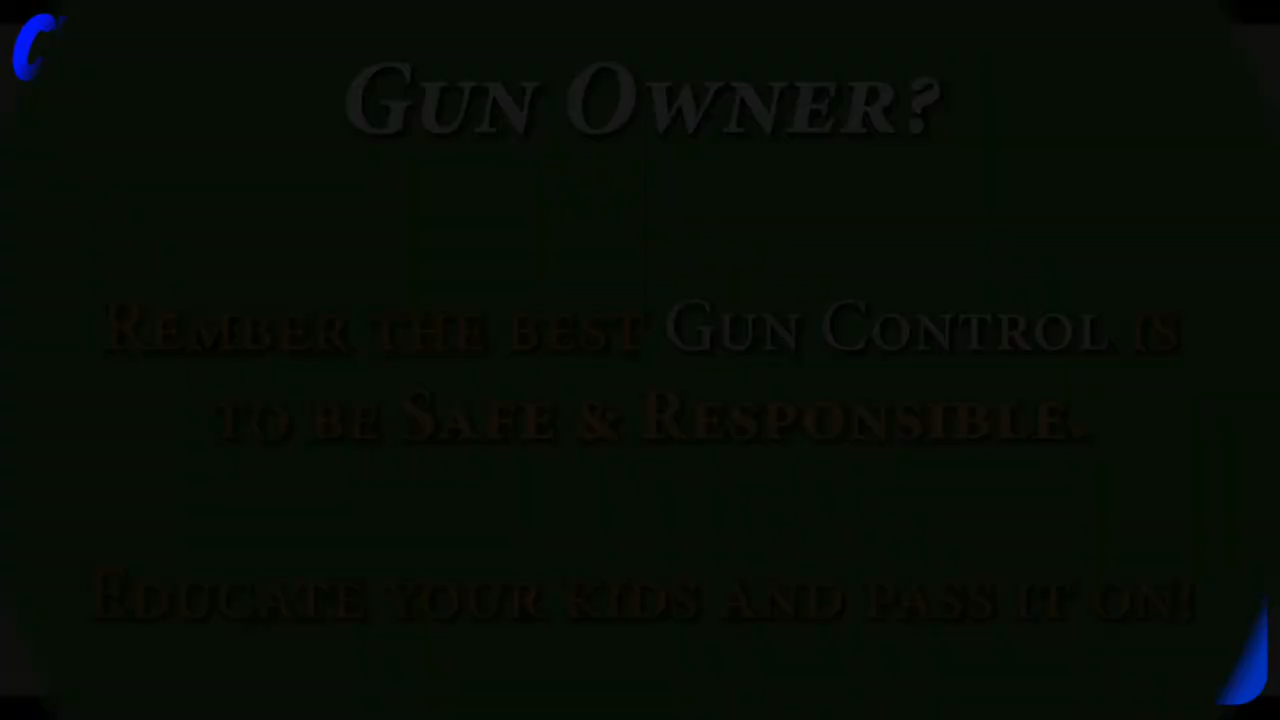 Gun Owner?
Rember the best Gun Control is
to be Safe & Responsible.
Educate your kids and pass it on!